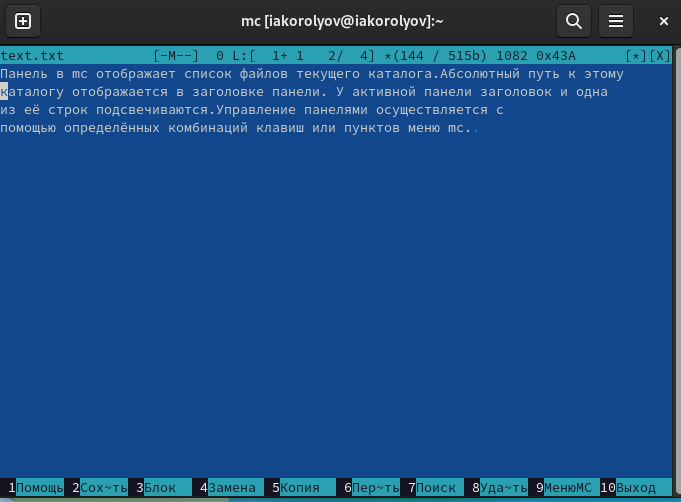 mc [iakorolyov@iakorolyov]:~
text.txt [-M--] 0 L:[ 1+ 1 2/ 4] *(144 / 515b) 1082 0x43A [*][X]
Панель в mc отображает список файлов текущего каталога.Абсолютный путь к этому
каталогу отображается в заголовке панели. У активной панели заголовок и одна
из её строк подсвечиваются.Управление панелями осуществляется с
помощью определённых комбинаций клавиш или пунктов меню mc..
1Помощь 2Сох~ть 3Блок 4Замена 5Копия 6Пер~ть 7Поиск 8Уда~ть 9МенюMC 10Выход